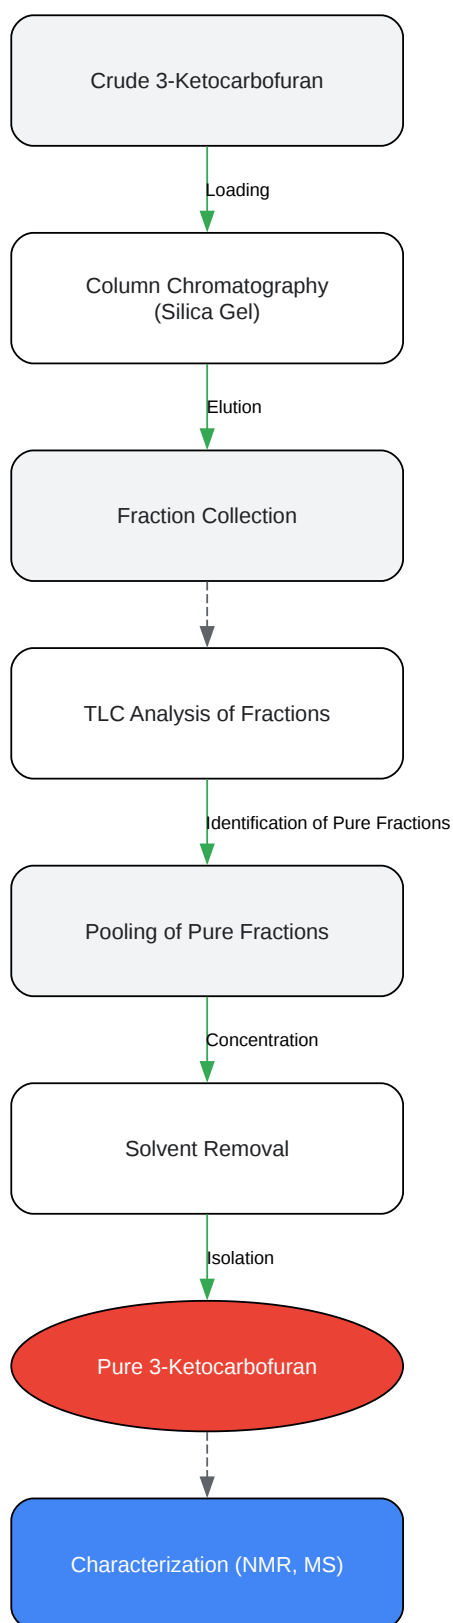 Crude 3-Ketocarbofuran
Loading
Column Chromatography
(Silica Gel)
Elution
Fraction Collection
TLC Analysis of Fractions
Identification of Pure Fractions
Pooling of Pure Fractions
Concentration
Solvent Removal
Isolation
Pure 3-Ketocarbofuran
Characterization (NMR, MS)